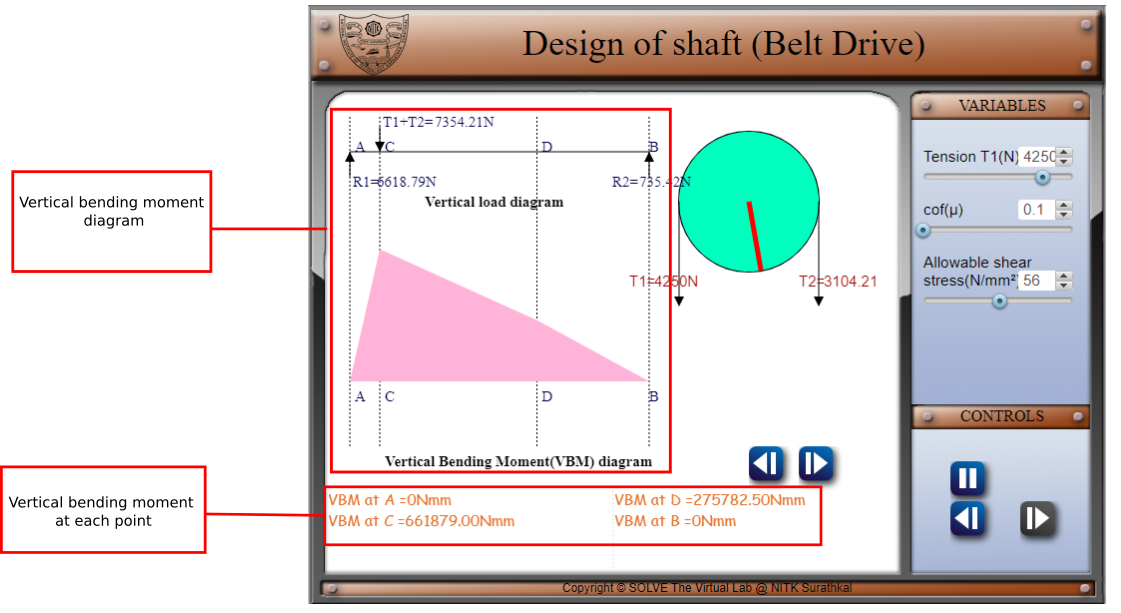 Design of shaft (Belt Drive)
VARIABLES
Tension T1(N) 4250
cof(μ) 0.1
Allowable shear
stress(N/mm² 56
CONTROLS
T1+T2=7354.21N
A C D B
R1=6618.79N R2=735.42N
Vertical load diagram
T1=4250N T2=3104.21
A C D B
Vertical Bending Moment(VBM) diagram
VBM at A =0Nmm VBM at D =275782.50Nmm
VBM at C =661879.00Nmm VBM at B =0Nmm
Copyright © SOLVE The Virtual Lab @ NITK Surathkal
Vertical bending moment
diagram
Vertical bending moment
at each point